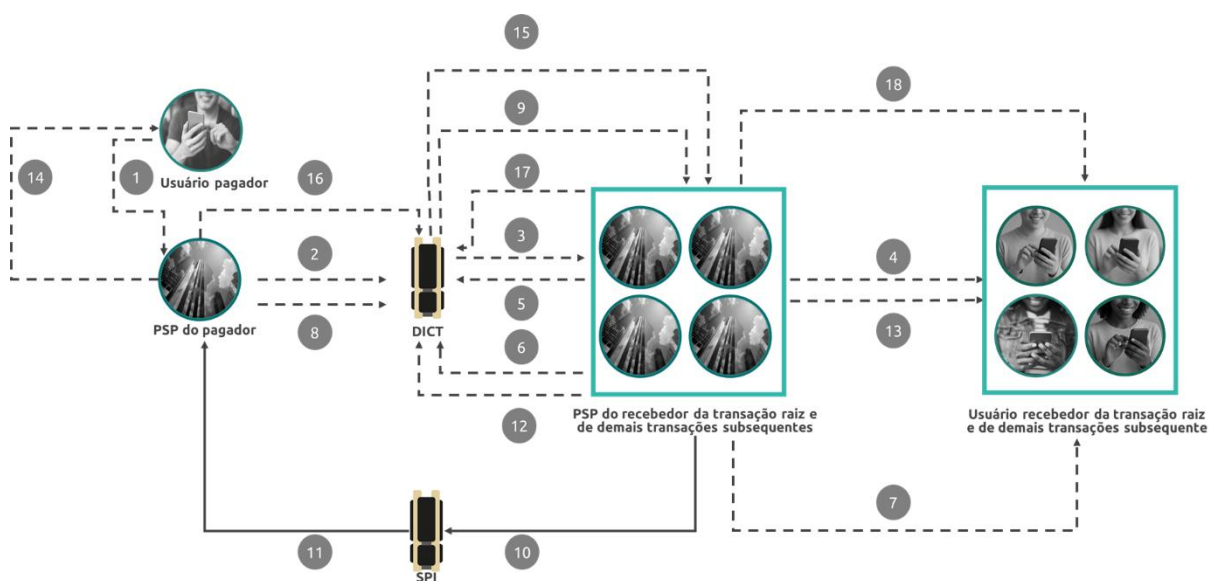 15
9
18
17
14
1
Usuário pagador
16
2
3
4
8
5
13
PSP do pagador
DICT
6
12
PSP do recebedor da transação raiz e
de demais transações subsequentes
Usuário recebedor da transação raiz
e de demais transações subsequente
7
11
10
SPI